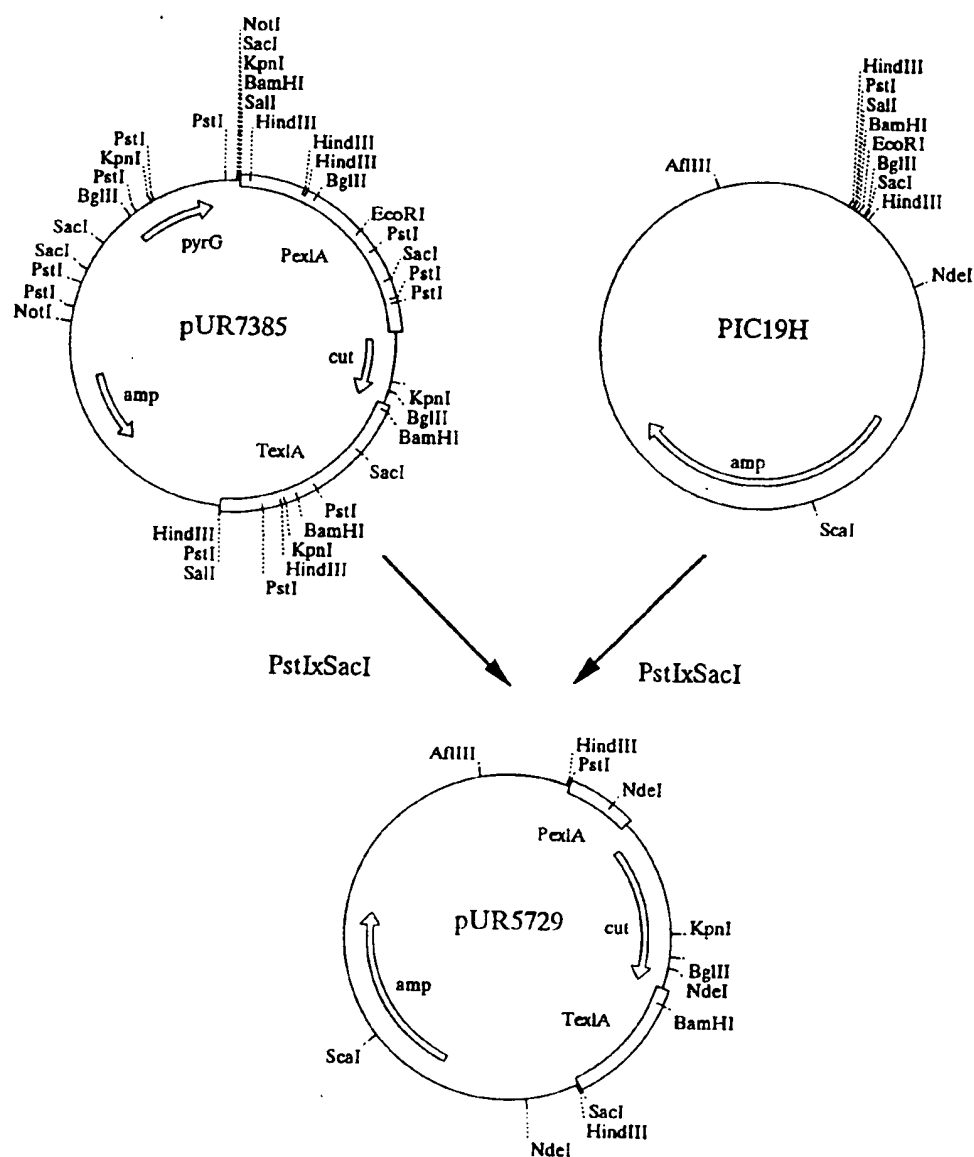 NotI
SacI
KpnI
BamHI
SalI
HindIII
PstI
HindIII
HindIII
BglII
EcoRI
PstI
SacI
PstI
PstI
PexlA
PstI
KpnI
PstI
BglII
SacI
SacI
PstI
PstI
NotI
pyrG
pUR7385
cut
amp
KpnI
BglII
BamHI
TexlA
SacI
PstI
BamHI
KpnI
HindIII
PstI
HindIII
PstI
SalI
HindIII
PstI
SalI
BamHI
EcoRI
BglII
SacI
HindIII
AflIII
NdeI
PIC19H
amp
ScaI
PstIxSacI
PstIxSacI
AflIII
HindIII
PstI
NdeI
PexlA
pUR5729
cut
KpnI
BglII
NdeI
BamHI
TexlA
amp
ScaI
SacI
HindIII
NdeI